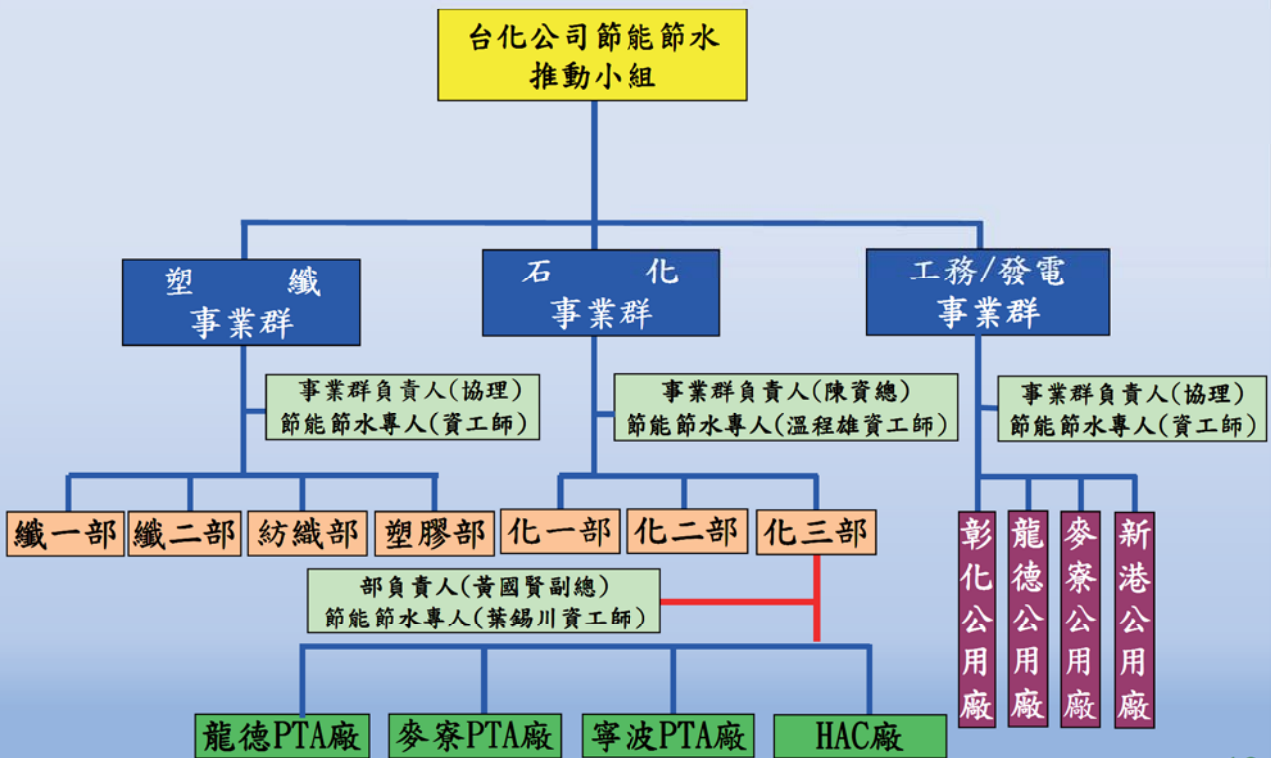 台化公司節能節水
推動小組
塑 纖
事業群
石 化
事業群
工務/發電
事業群
事業群負責人(協理)
節能節水專人(資工師)
事業群負責人(陳資總)
節能節水專人(溫程雄資工師)
事業群負責人(協理)
節能節水專人(資工師)
纖一部
纖二部
紡織部
塑膠部
化一部
化二部
化三部
彰化公用廠
龍德公用廠
麥寮公用廠
新港公用廠
部負責人(黃國賢副總)
節能節水專人(葉錫川資工師)
龍德PTA廠
麥寮PTA廠
寧波PTA廠
HAC廠